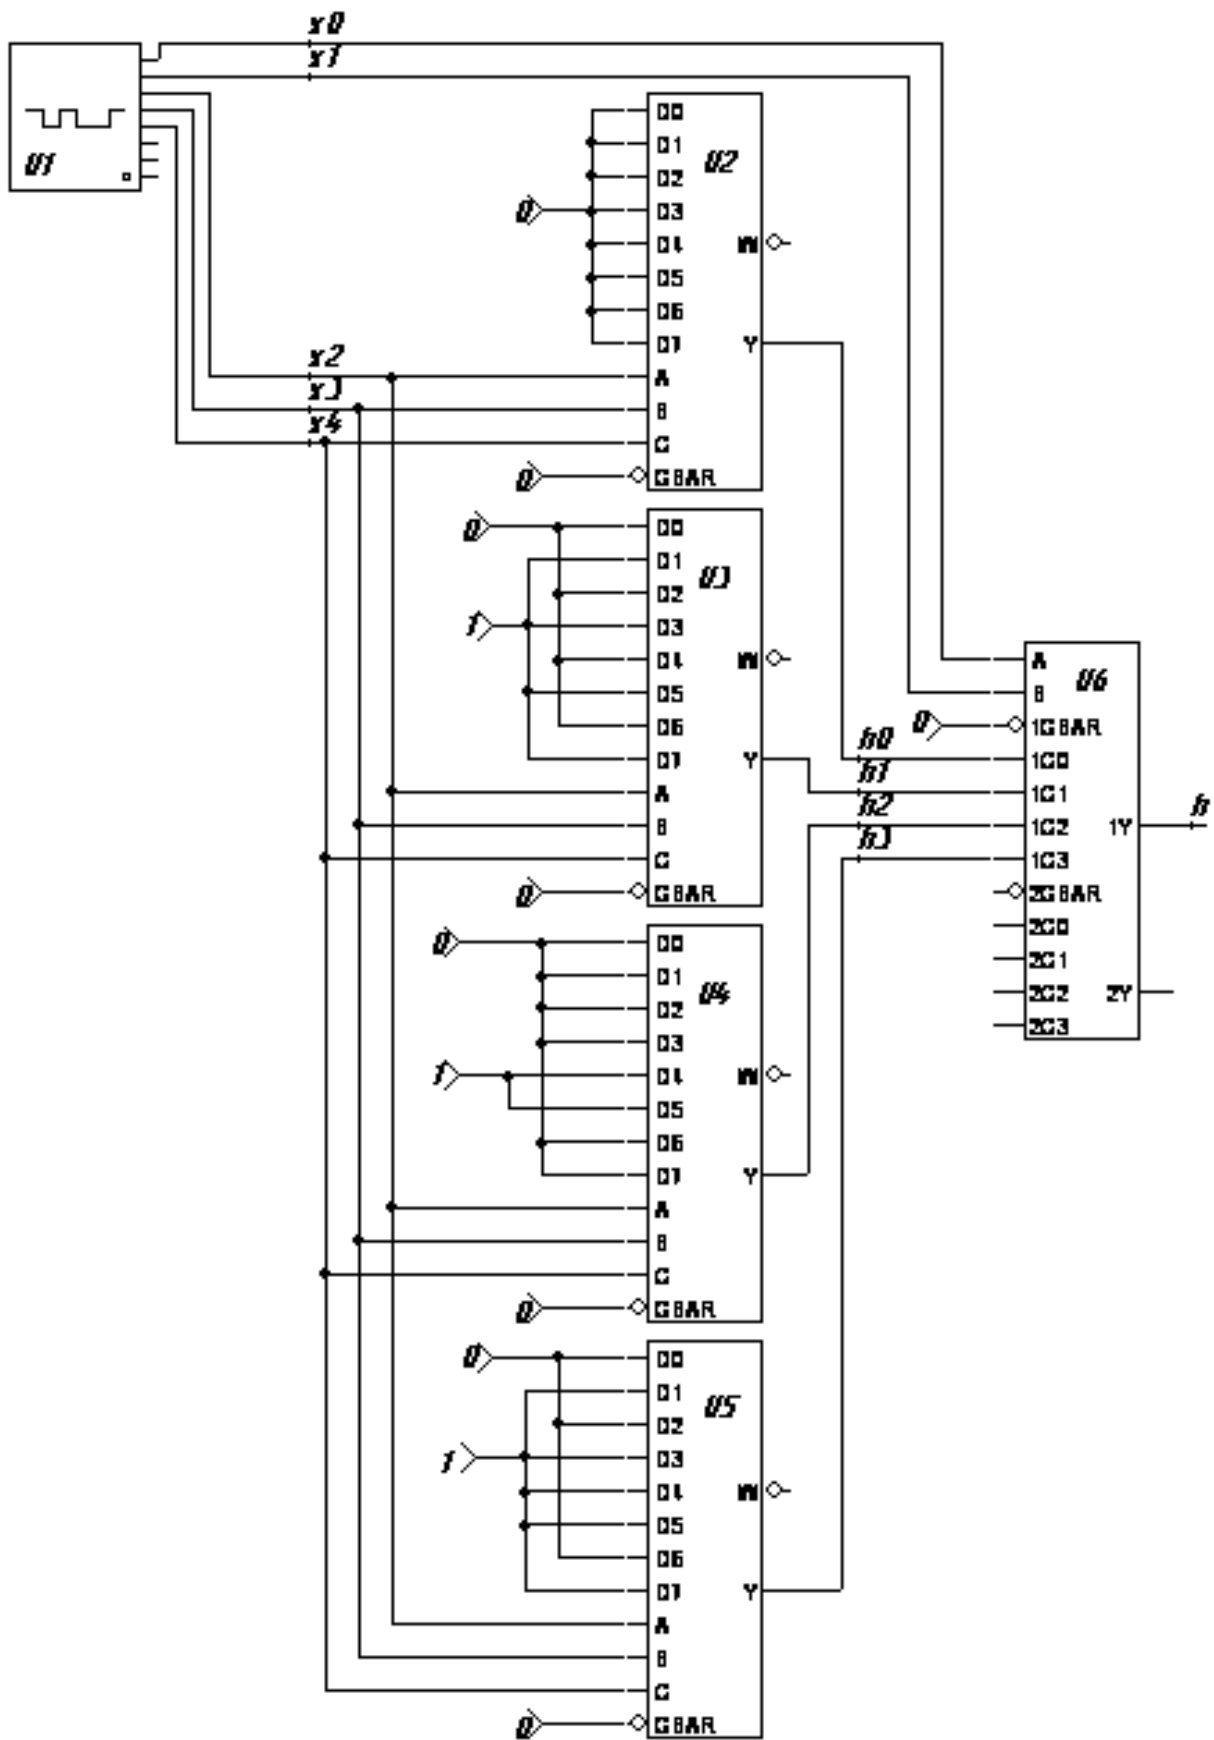 x0
x1
U1
D0
D1
U2
D2
0
D3
D4
W
D5
D6
D7
Y
x2
A
x3
B
x4
C
0
GBAR
0
D0
D1
U3
D2
1
D3
D4
W
A
U6
D5
B
D6
0
1GBAR
D7
Y
h0
1C0
A
h1
1C1
B
h2
1C2
1Y
h
C
h3
1C3
0
GBAR
2GBAR
0
D0
2C0
D1
U4
2C1
D2
2C2
2Y
D3
2C3
1
D4
W
D5
D6
D7
Y
A
B
C
0
GBAR
0
D0
D1
U5
D2
1
D3
D4
W
D5
D6
D7
Y
A
B
C
0
GBAR